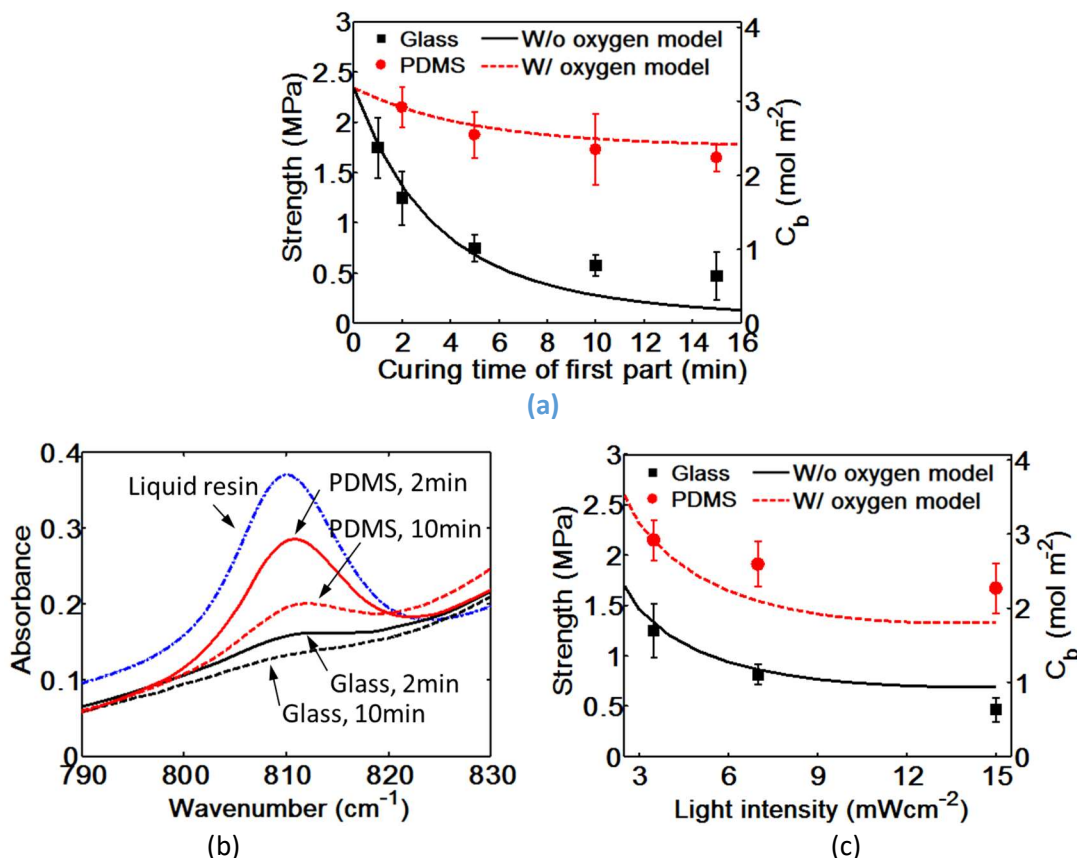 3
2.5
2
1.5
1
0.5
0
Strength (MPa)
Glass
PDMS
W/o oxygen model
W/ oxygen model
4
3
2
1
0
C_b (mol m⁻²)
0 2 4 6 8 10 12 14 16
Curing time of first part (min)
(a)
0.4
0.3
0.2
0.1
0
Absorbance
Liquid resin
PDMS, 2min
PDMS, 10min
Glass, 2min
Glass, 10min
790 800 810 820 830
Wavenumber (cm⁻¹)
(b)
3
2.5
2
1.5
1
0.5
0
Strength (MPa)
Glass
PDMS
W/o oxygen model
W/ oxygen model
4
3
2
1
0
C_b (mol m⁻²)
3 6 9 12 15
Light intensity (mWcm⁻²)
(c)